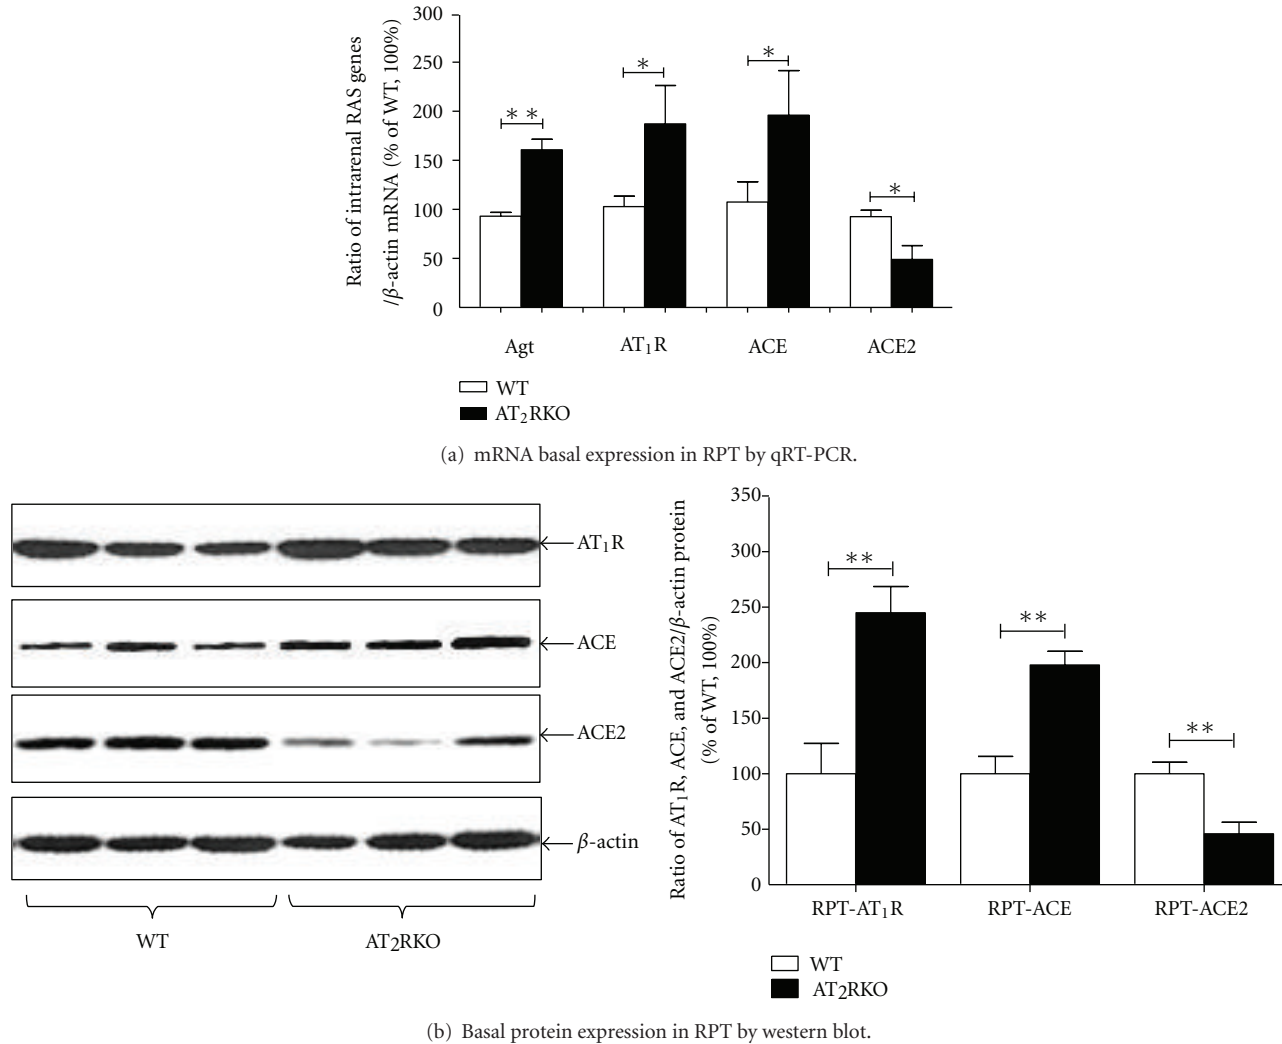 Ratio of intrarenal RAS genes
/β-actin mRNA (% of WT, 100%)
300
250
200
150
100
50
0
**
*
*
*
Agt
AT₁R
ACE
ACE2
WT
AT₂RKO
(a) mRNA basal expression in RPT by qRT-PCR.
AT₁R
ACE
ACE2
β-actin
WT
AT₂RKO
Ratio of AT₁R, ACE, and ACE2/β-actin protein
(% of WT, 100%)
350
300
250
200
150
100
50
0
**
**
**
RPT-AT₁R
RPT-ACE
RPT-ACE2
WT
AT₂RKO
(b) Basal protein expression in RPT by western blot.